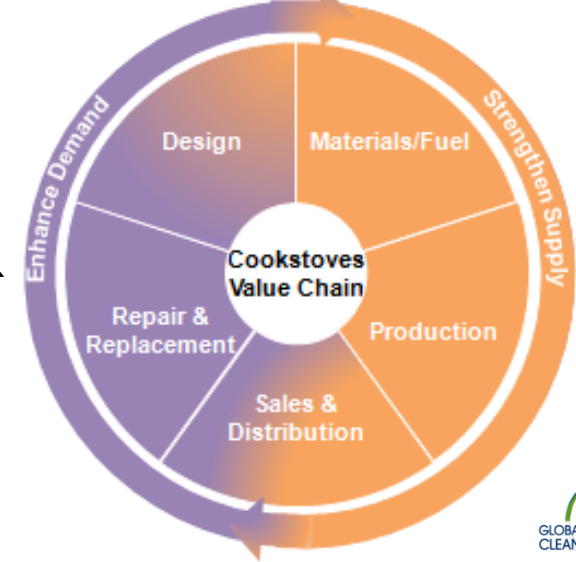 Enhance Demand
Strengthen Supply
Design
Materials/Fuel
Cookstoves
Value Chain
Repair &
Replacement
Production
Sales &
Distribution